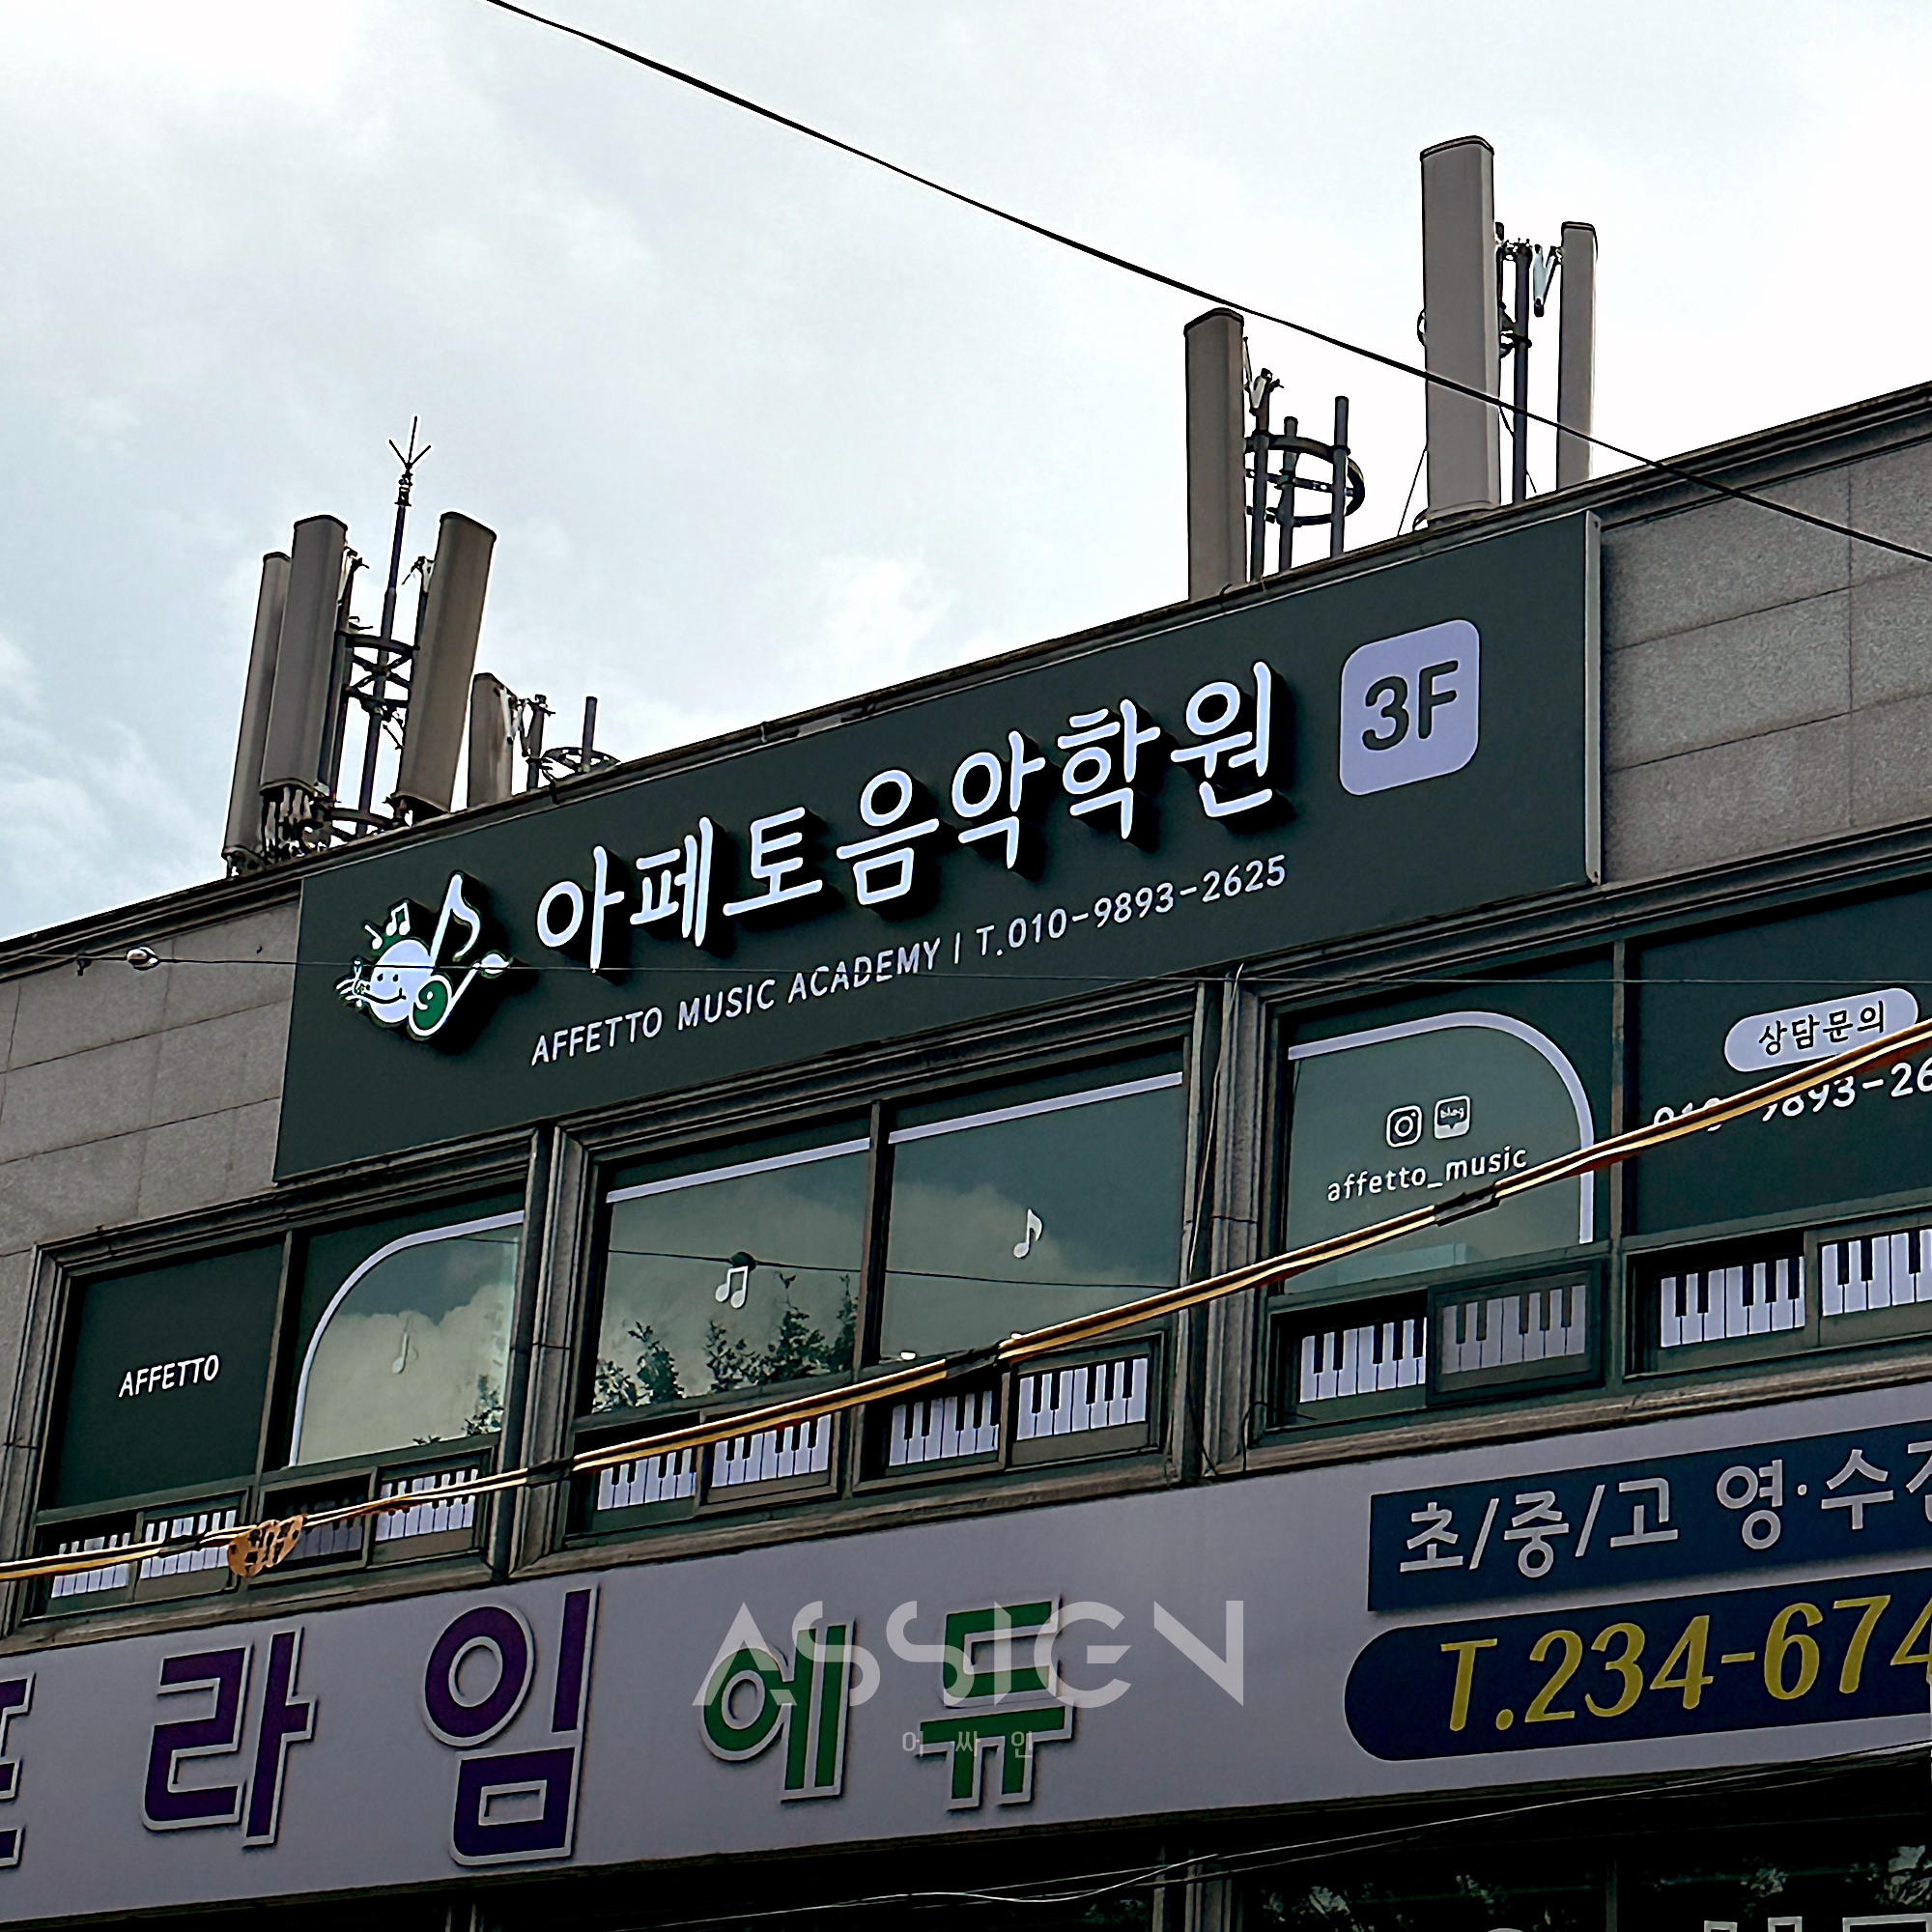 아페토음악학원 3F
AFFETTO MUSIC ACADEMY | T.010-9893-2625
상담문의
blog
affetto_music
AFFETTO
초/중/고 영·수
T.234-674
라임에듀
ASSIGN
어싸인